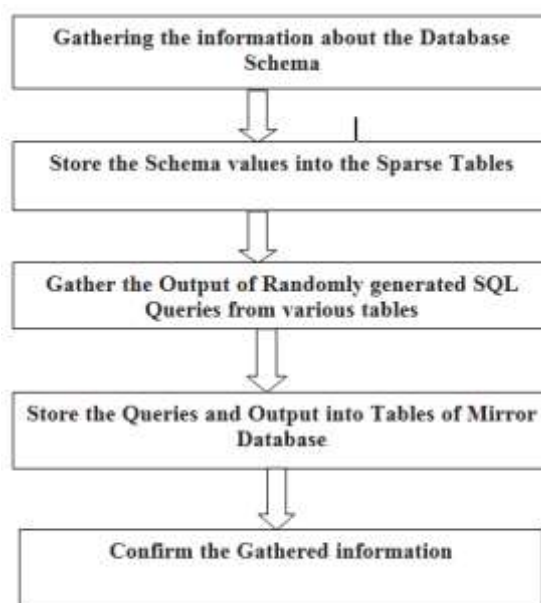 Gathering the information about the Database
Schema
Store the Schema values into the Sparse Tables
Gather the Output of Randomly generated SQL
Queries from various tables
Store the Queries and Output into Tables of Mirror
Database
Confirm the Gathered information